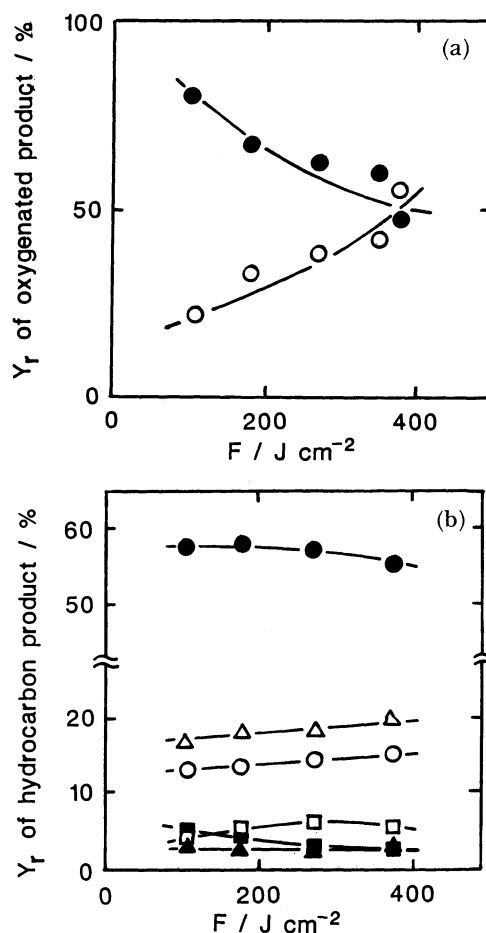 100
(a)
50
0
0
200
400
F / J cm⁻²
Yr of oxygenated product / %
60
(b)
50
20
10
0
0
200
400
F / J cm⁻²
Yr of hydrocarbon product / %